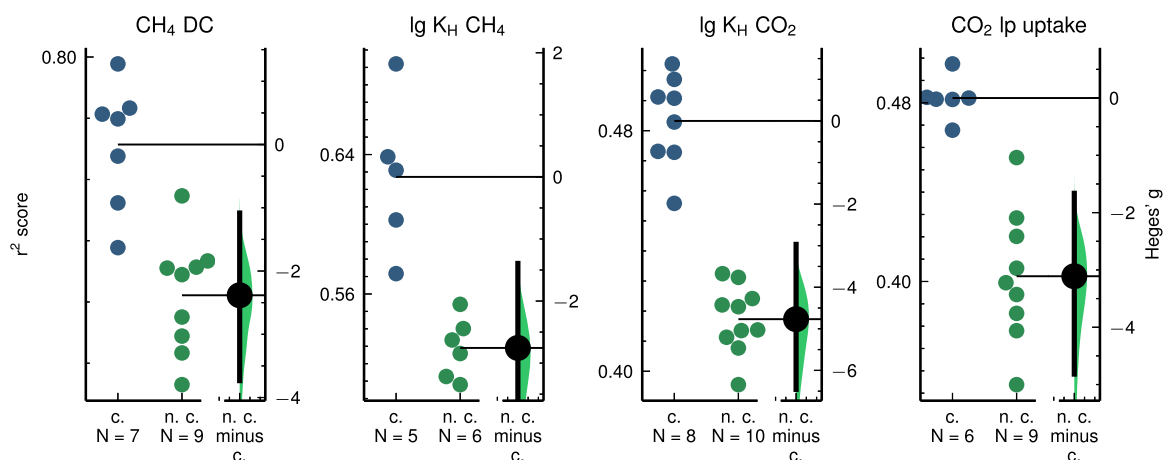 CH₄ DC
lg K_H CH₄
lg K_H CO₂
CO₂ lp uptake
r² score
0.80
0
−2
−4
c.
N = 7
n. c.
N = 9
n. c.
minus
c.
0.64
0.56
2
0
−2
c.
N = 5
n. c.
N = 6
n. c.
minus
c.
0.48
0.40
0
−2
−4
−6
c.
N = 8
n. c.
N = 10
n. c.
minus
c.
0.48
0.40
0
−2
−4
c.
N = 6
n. c.
N = 9
n. c.
minus
c.
Heges' g